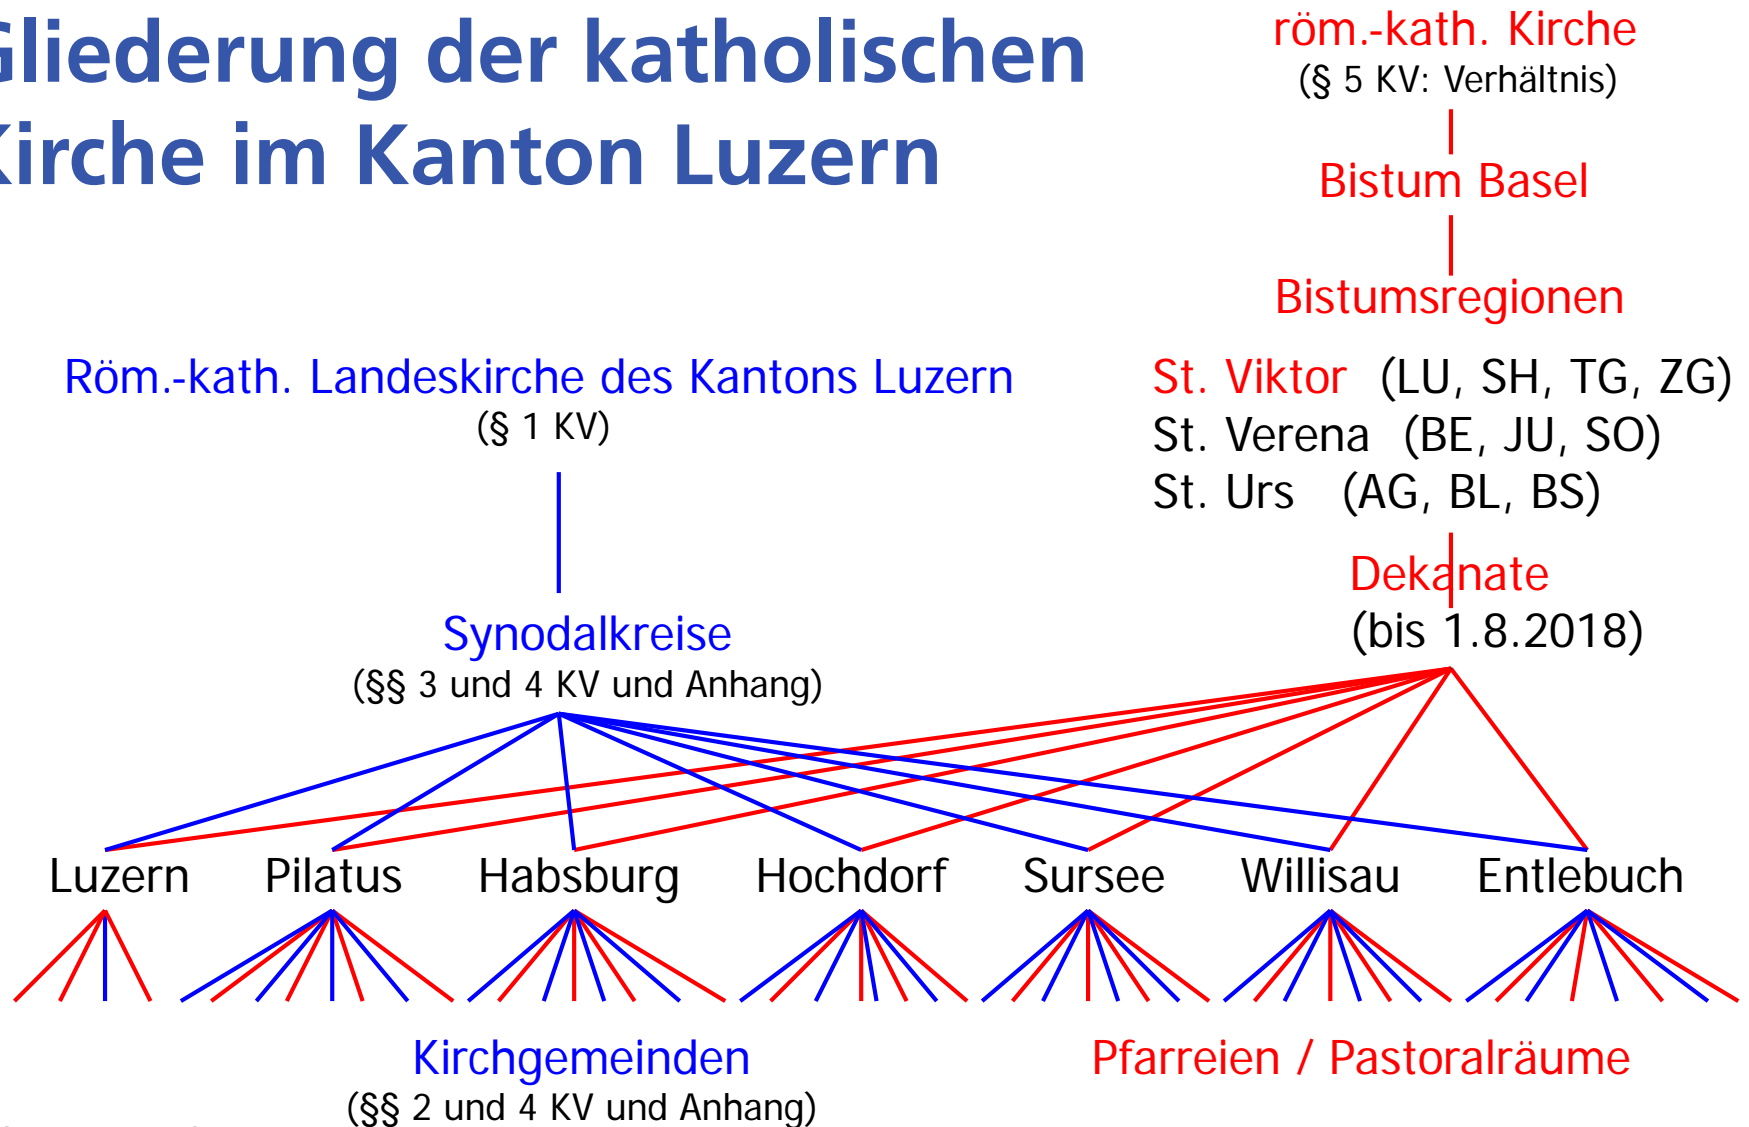 Gliederung der katholischen
Kirche im Kanton Luzern
röm.-kath. Kirche
(§ 5 KV: Verhältnis)
Bistum Basel
Bistumsregionen
Röm.-kath. Landeskirche des Kantons Luzern
(§ 1 KV)
St. Viktor (LU, SH, TG, ZG)
St. Verena (BE, JU, SO)
St. Urs (AG, BL, BS)
Dekanate
(bis 1.8.2018)
Synodalkreise
(§§ 3 und 4 KV und Anhang)
Luzern Pilatus Habsburg Hochdorf Sursee Willisau Entlebuch
Kirchgemeinden
(§§ 2 und 4 KV und Anhang)
Pfarreien / Pastoralräume